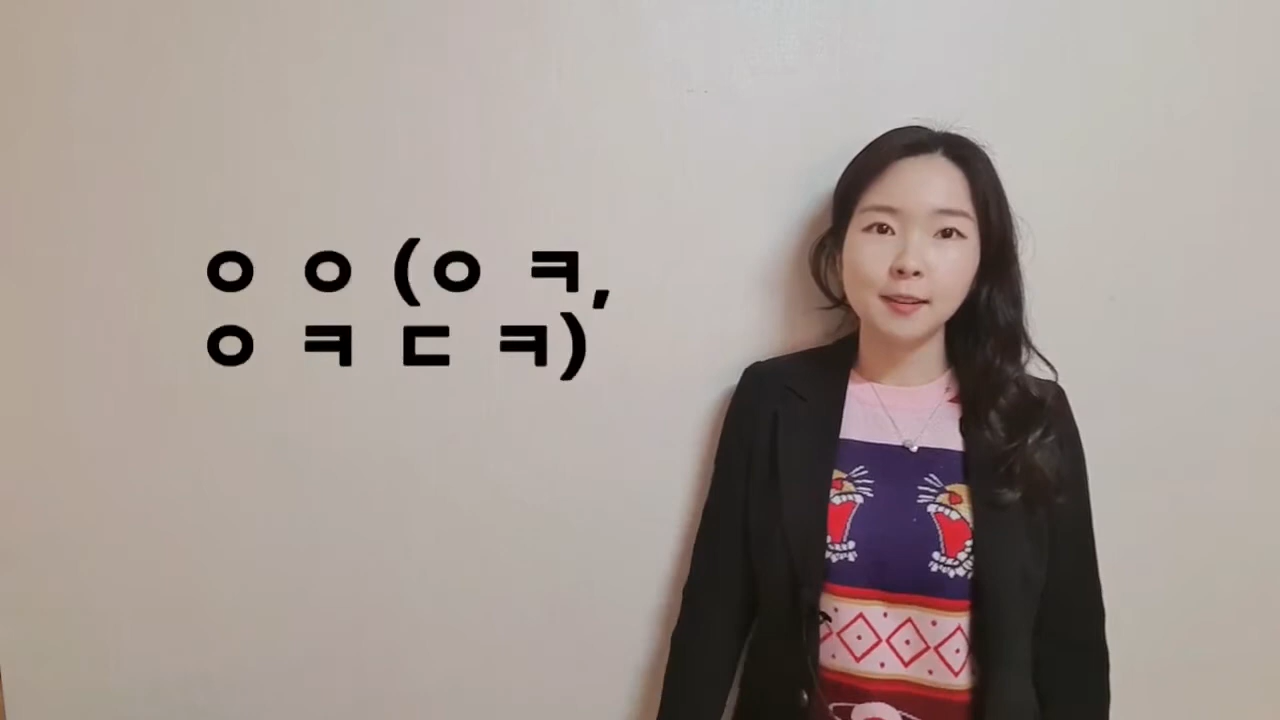 ㅇ ㅇ (ㅇ ㅋ,
ㅇ ㅋ ㄷ ㅋ)